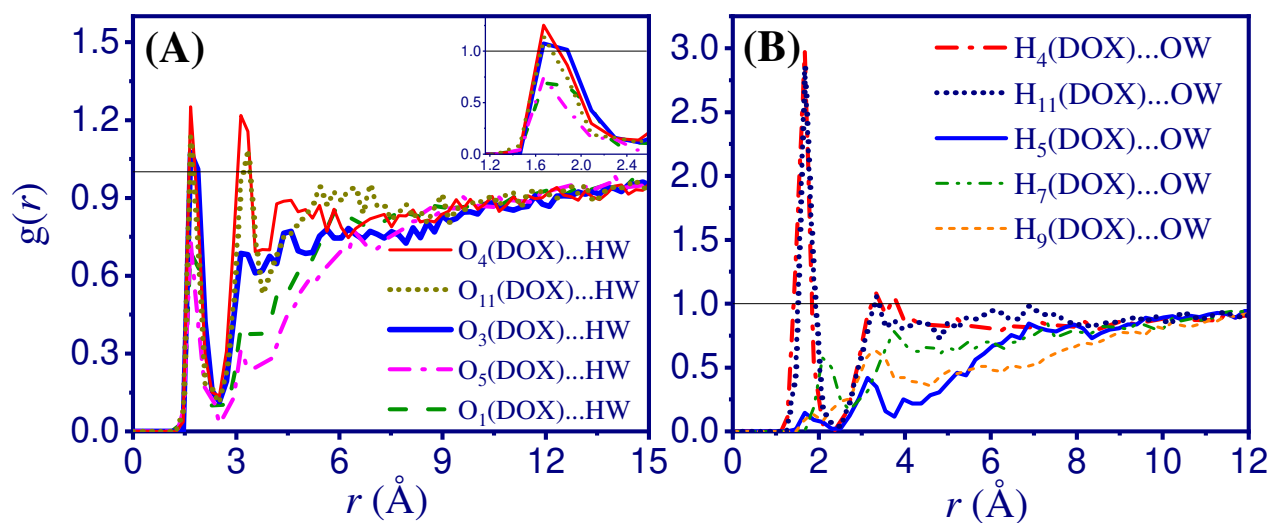 (A)
g(r)
1.5
1.2
0.9
0.6
0.3
0.0
0 3 6 9 12 15
r (Å)
1.0
0.5
0.0
1.2 1.6 2.0 2.4
O₄(DOX)...HW
O₁₁(DOX)...HW
O₃(DOX)...HW
O₅(DOX)...HW
O₁(DOX)...HW
(B)
3.0
2.5
2.0
1.5
1.0
0.5
0.0
0 2 4 6 8 10 12
r (Å)
H₄(DOX)...OW
H₁₁(DOX)...OW
H₅(DOX)...OW
H₇(DOX)...OW
H₉(DOX)...OW